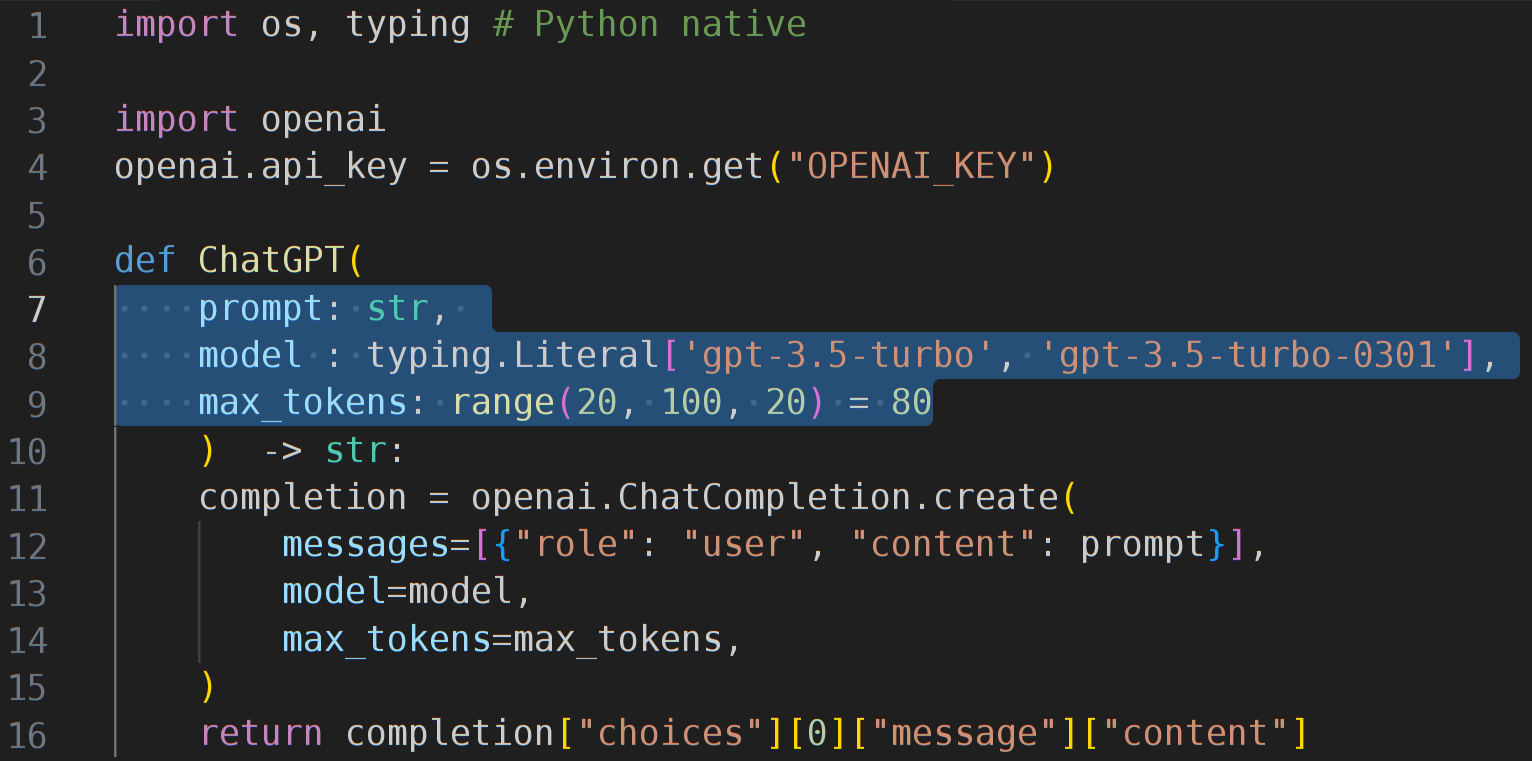 1 import os, typing # Python native
2
3 import openai
4 openai.api_key = os.environ.get("OPENAI_KEY")
5
6 def ChatGPT(
7     prompt: str,
8     model : typing.Literal['gpt-3.5-turbo', 'gpt-3.5-turbo-0301'],
9     max_tokens: range(20, 100, 20) = 80
10     )  -> str:
11     completion = openai.ChatCompletion.create(
12         messages=[{"role": "user", "content": prompt}],
13         model=model,
14         max_tokens=max_tokens,
15     )
16     return completion["choices"][0]["message"]["content"]